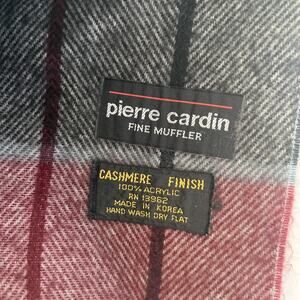 pierre cardin
FINE MUFFLER
CASHMERE FINISH
100% ACRYLIC
RN 13962
MADE IN KOREA
HAND WASH DRY FLAT